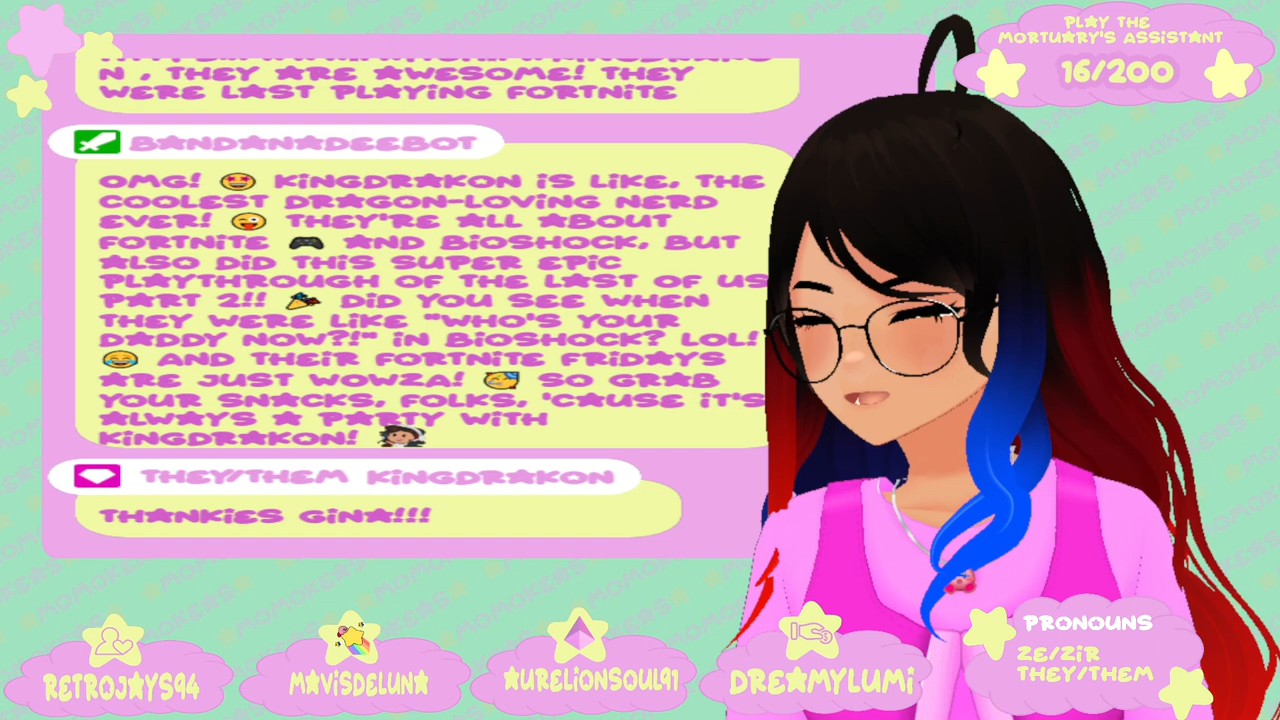 N , THEY ARE AWESOME! THEY
WERE LAST PLAYING FORTNITE
BANDANADEEBOT
OMG! 🤩 KINGDRAKON IS LIKE, THE
COOLEST DRAGON-LOVING NERD
EVER! 😜 THEY'RE ALL ABOUT
FORTNITE 🎮 AND BIOSHOCK, BUT
ALSO DID THIS SUPER EPIC
PLAYTHROUGH OF THE LAST OF US
PART 2!! 🎉 DID YOU SEE WHEN
THEY WERE LIKE "WHO'S YOUR
DADDY NOW?!" IN BIOSHOCK? LOL!
😂 AND THEIR FORTNITE FRIDAYS
ARE JUST WOWZA! 🥳 SO GRAB
YOUR SNACKS, FOLKS, 'CAUSE IT'S
ALWAYS A PARTY WITH
KINGDRAKON!
THEY/THEM KINGDRAKON
THANKIES GINA!!!
PLAY THE
MORTUARY'S ASSISTANT
16/200
RETROJAYS94
MAVISDELUNA
AURELIONSOUL91
DREAMYLUMI
PRONOUNS
ZE/ZIR
THEY/THEM
MOMOKERS